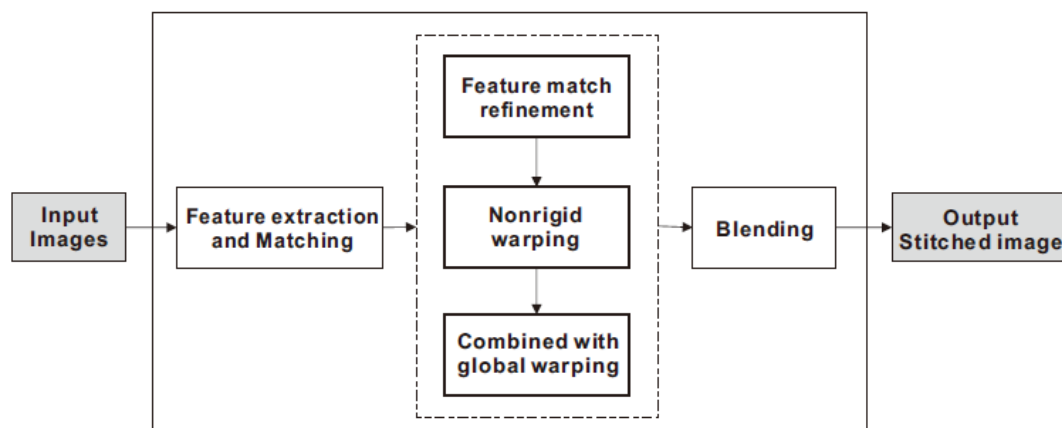 Input
Images
Feature extraction
and Matching
Feature match
refinement
Nonrigid
warping
Combined with
global warping
Blending
Output
Stitched image